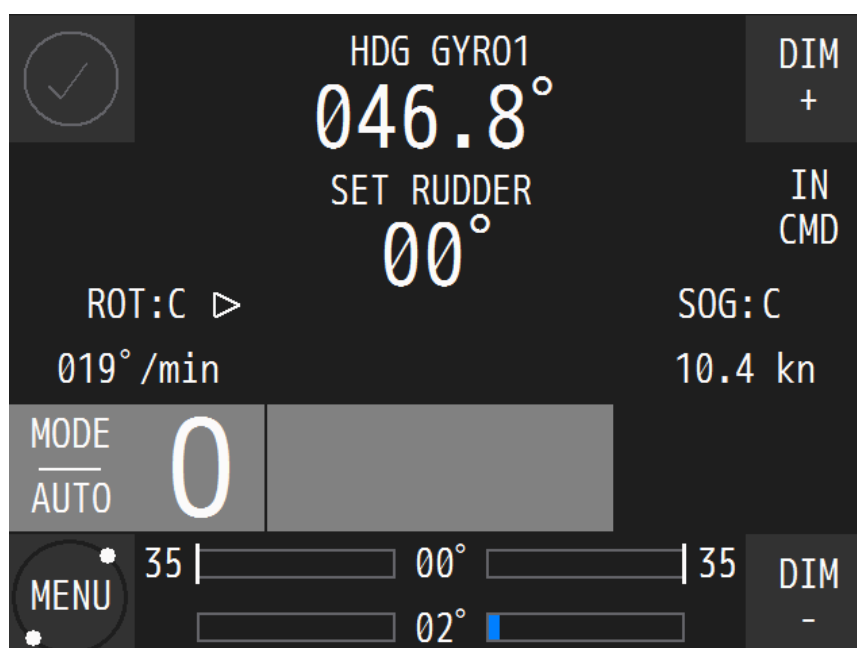 HDG GYRO1
DIM
+
046.8°
SET RUDDER
00°
IN
CMD
ROT:C ▷
SOG:C
019°/min
10.4 kn
MODE
AUTO
0
35 00° 35
MENU
02°
DIM
-